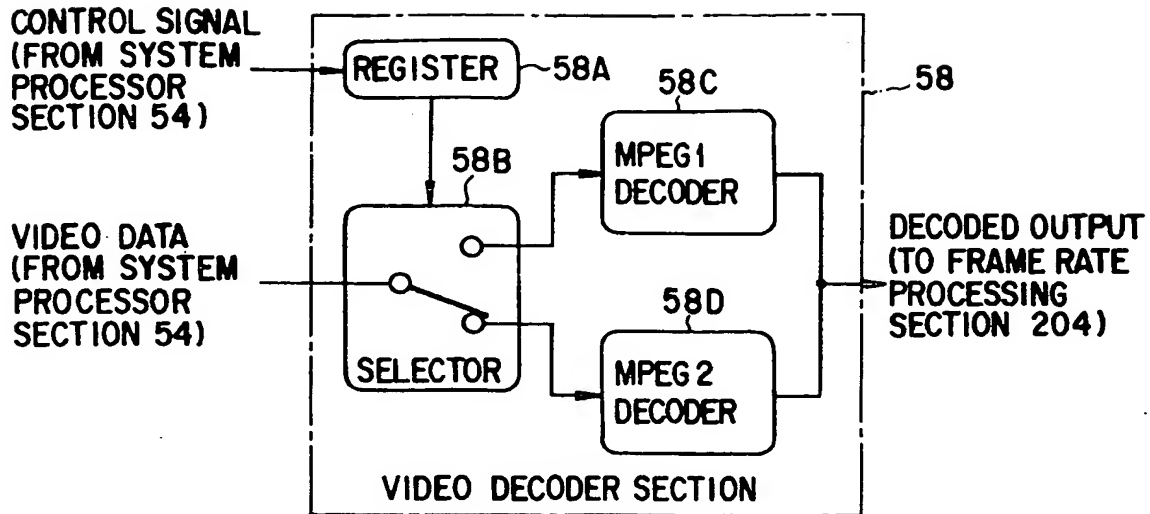 CONTROL SIGNAL
(FROM SYSTEM
PROCESSOR
SECTION 54)
REGISTER
58A
58
58C
MPEG1
DECODER
58B
VIDEO DATA
(FROM SYSTEM
PROCESSOR
SECTION 54)
SELECTOR
58D
MPEG2
DECODER
DECODED OUTPUT
(TO FRAME RATE
PROCESSING
SECTION 204)
VIDEO DECODER SECTION